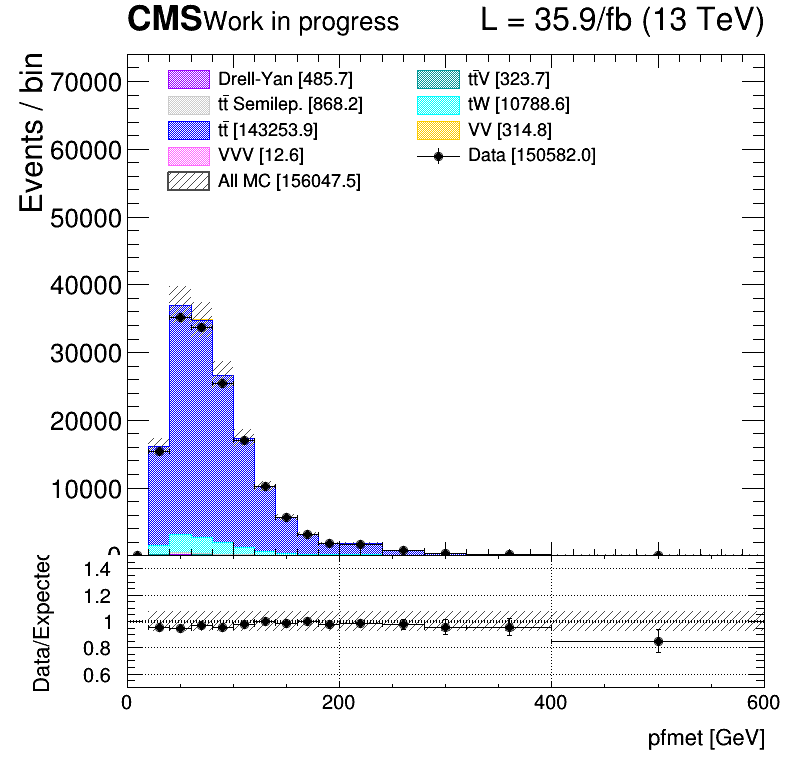 CMS Work in progress L = 35.9/fb (13 TeV)
Events / bin
70000
60000
50000
40000
30000
20000
10000
0
Drell-Yan [485.7]
tt̄ Semilep. [868.2]
tt̄ [143253.9]
VVV [12.6]
All MC [156047.5]
tt̄V [323.7]
tW [10788.6]
VV [314.8]
Data [150582.0]
Data/Expected
1.4
1.2
1
0.8
0.6
0 200 400 600
pfmet [GeV]